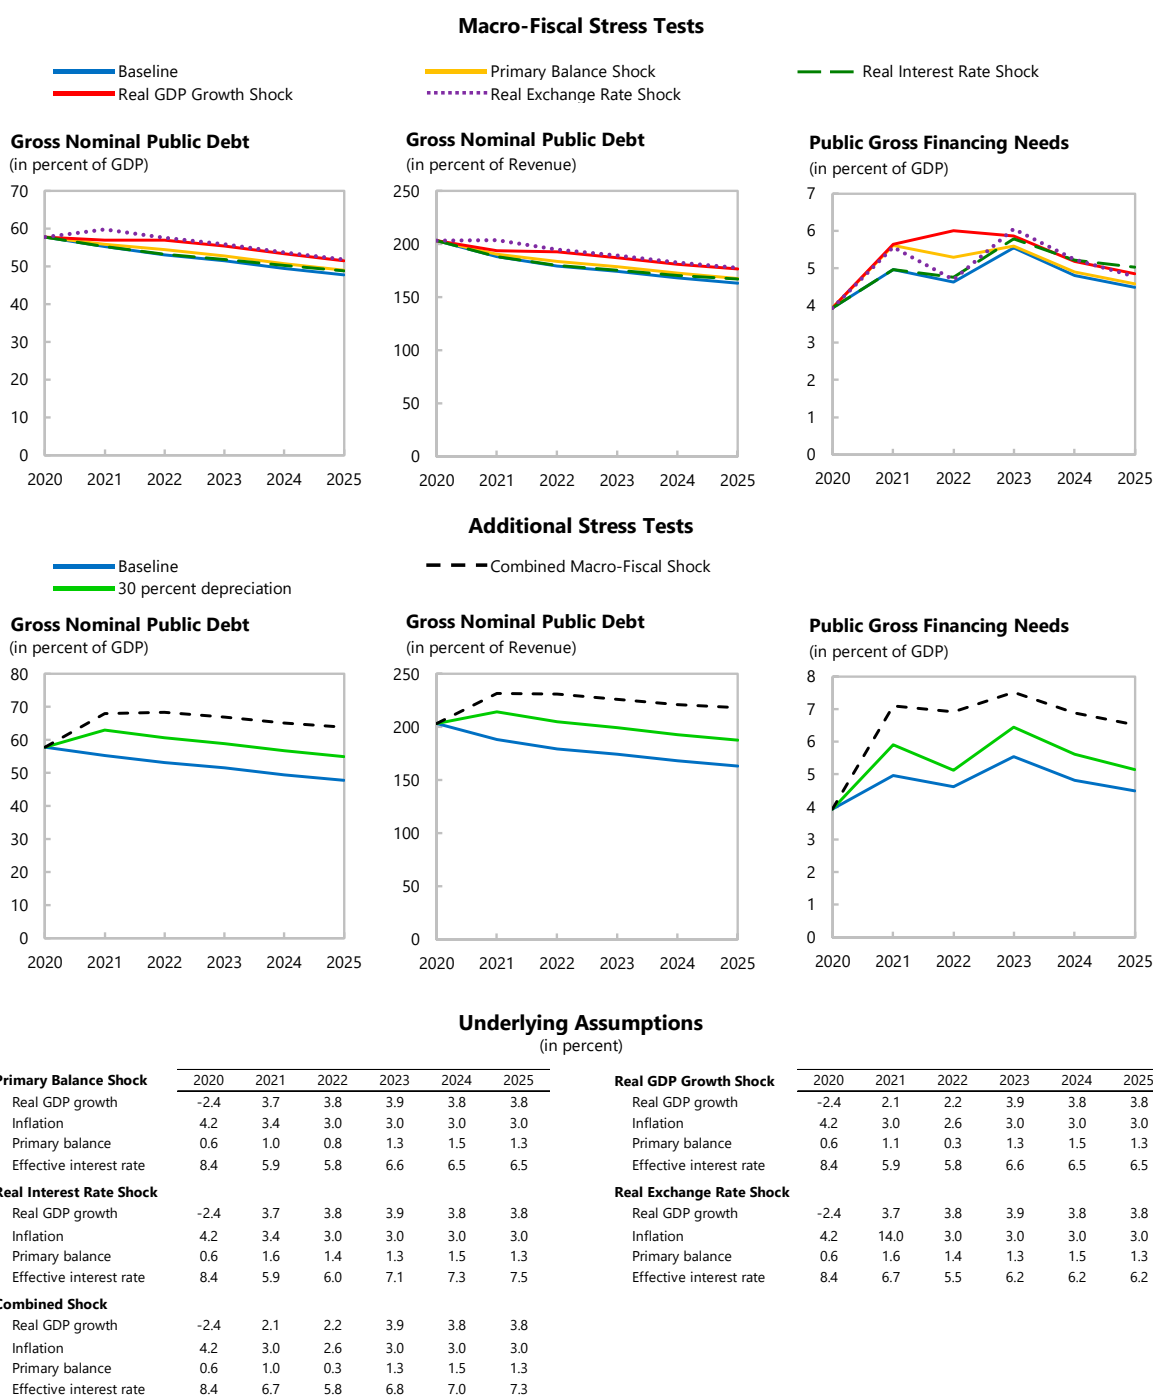 Macro-Fiscal Stress Tests
Baseline
Primary Balance Shock
Real Interest Rate Shock
Real GDP Growth Shock
Real Exchange Rate Shock
Gross Nominal Public Debt
(in percent of GDP)
70
60
50
40
30
20
10
0
2020 2021 2022 2023 2024 2025
Gross Nominal Public Debt
(in percent of Revenue)
250
200
150
100
50
0
2020 2021 2022 2023 2024 2025
Public Gross Financing Needs
(in percent of GDP)
7
6
5
4
3
2
1
0
2020 2021 2022 2023 2024 2025
Additional Stress Tests
Baseline
Combined Macro-Fiscal Shock
30 percent depreciation
Gross Nominal Public Debt
(in percent of GDP)
80
70
60
50
40
30
20
10
0
2020 2021 2022 2023 2024 2025
Gross Nominal Public Debt
(in percent of Revenue)
250
200
150
100
50
0
2020 2021 2022 2023 2024 2025
Public Gross Financing Needs
(in percent of GDP)
8
7
6
5
4
3
2
1
0
2020 2021 2022 2023 2024 2025
Underlying Assumptions
(in percent)
Primary Balance Shock 2020 2021 2022 2023 2024 2025
Real GDP growth -2.4 3.7 3.8 3.9 3.8 3.8
Inflation 4.2 3.4 3.0 3.0 3.0 3.0
Primary balance 0.6 1.0 0.8 1.3 1.5 1.3
Effective interest rate 8.4 5.9 5.8 6.6 6.5 6.5
Real Interest Rate Shock
Real GDP growth -2.4 3.7 3.8 3.9 3.8 3.8
Inflation 4.2 3.4 3.0 3.0 3.0 3.0
Primary balance 0.6 1.6 1.4 1.3 1.5 1.3
Effective interest rate 8.4 5.9 6.0 7.1 7.3 7.5
Combined Shock
Real GDP growth -2.4 2.1 2.2 3.9 3.8 3.8
Inflation 4.2 3.0 2.6 3.0 3.0 3.0
Primary balance 0.6 1.0 0.3 1.3 1.5 1.3
Effective interest rate 8.4 6.7 5.8 6.8 7.0 7.3
Real GDP Growth Shock 2020 2021 2022 2023 2024 2025
Real GDP growth -2.4 2.1 2.2 3.9 3.8 3.8
Inflation 4.2 3.0 2.6 3.0 3.0 3.0
Primary balance 0.6 1.1 0.3 1.3 1.5 1.3
Effective interest rate 8.4 5.9 5.8 6.6 6.5 6.5
Real Exchange Rate Shock
Real GDP growth -2.4 3.7 3.8 3.9 3.8 3.8
Inflation 4.2 14.0 3.0 3.0 3.0 3.0
Primary balance 0.6 1.6 1.4 1.3 1.5 1.3
Effective interest rate 8.4 6.7 5.5 6.2 6.2 6.2